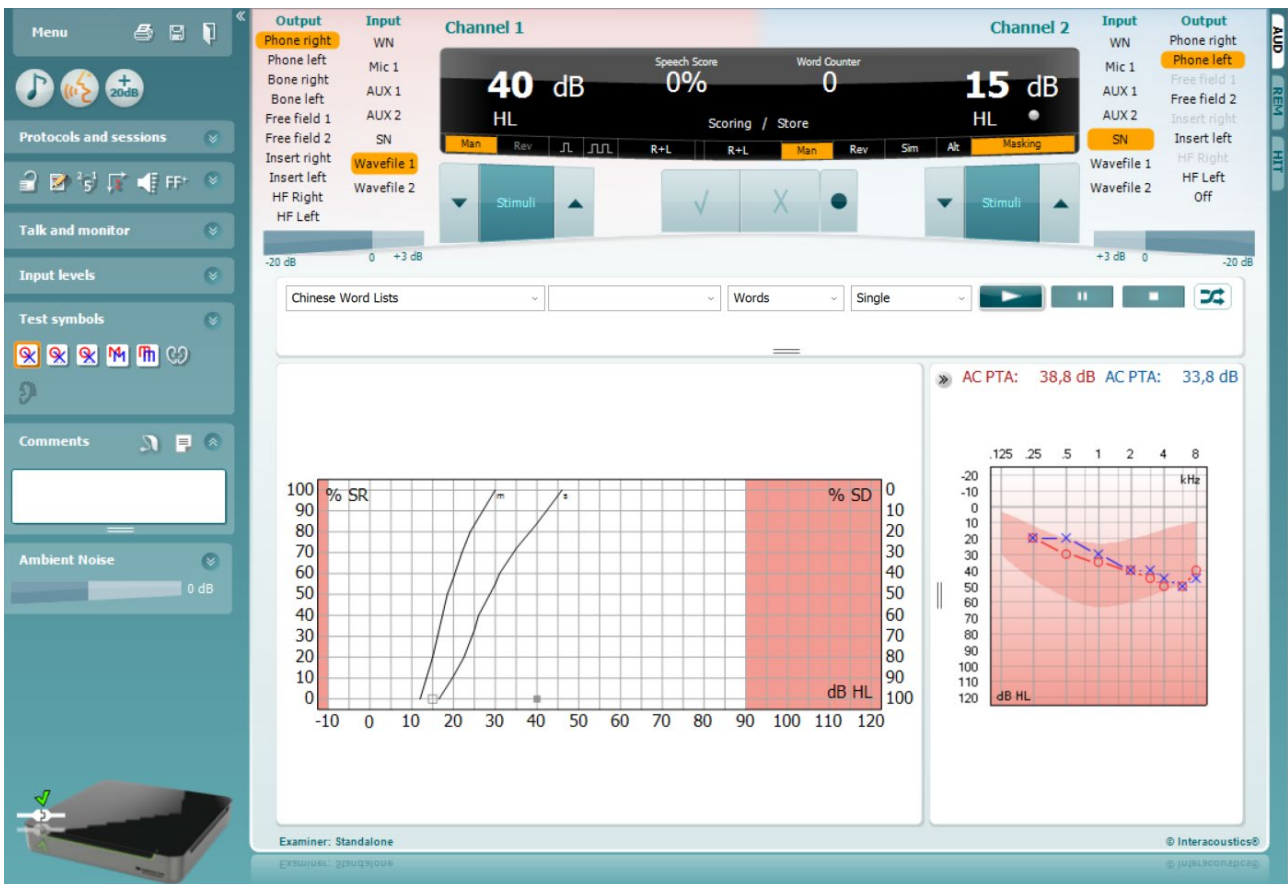 Menu
Protocols and sessions
Talk and monitor
Input levels
Test symbols
Comments
Ambient Noise
0 dB
20dB
2 5 1
FF+
Output
Phone right
Phone left
Bone right
Bone left
Free field 1
Free field 2
Insert right
Insert left
HF Right
HF Left
Input
WN
Mic 1
AUX 1
AUX 2
SN
Wavefile 1
Wavefile 2
-20 dB 0 +3 dB
Channel 1
Channel 2
40 dB
HL
Speech Score
0%
Word Counter
0
Scoring / Store
15 dB
HL
Man Rev R+L R+L Man Rev Sim Alt Masking
Stimuli
Stimuli
Input
WN
Mic 1
AUX 1
AUX 2
SN
Wavefile 1
Wavefile 2
Output
Phone right
Phone left
Free field 1
Free field 2
Insert right
Insert left
HF Right
HF Left
Off
+3 dB 0 -20 dB
AUD
REM
HIT
Chinese Word Lists
Words
Single
% SR
% SD
m
s
100
90
80
70
60
50
40
30
20
10
0
0
10
20
30
40
50
60
70
80
90
100
dB HL
-10 0 10 20 30 40 50 60 70 80 90 100 110 120
AC PTA: 38,8 dB AC PTA: 33,8 dB
.125 .25 .5 1 2 4 8
kHz
-20
-10
0
10
20
30
40
50
60
70
80
90
100
110
120
dB HL
Examiner: Standalone
© Interacoustics®